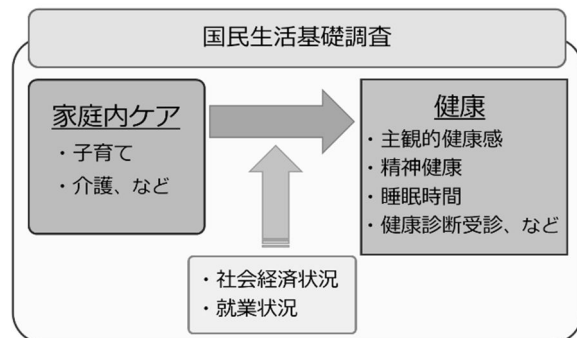 国民生活基礎調査
家庭内ケア
・子育て
・介護、など
健康
・主観的健康感
・精神健康
・睡眠時間
・健康診断受診、など
・社会経済状況
・就業状況